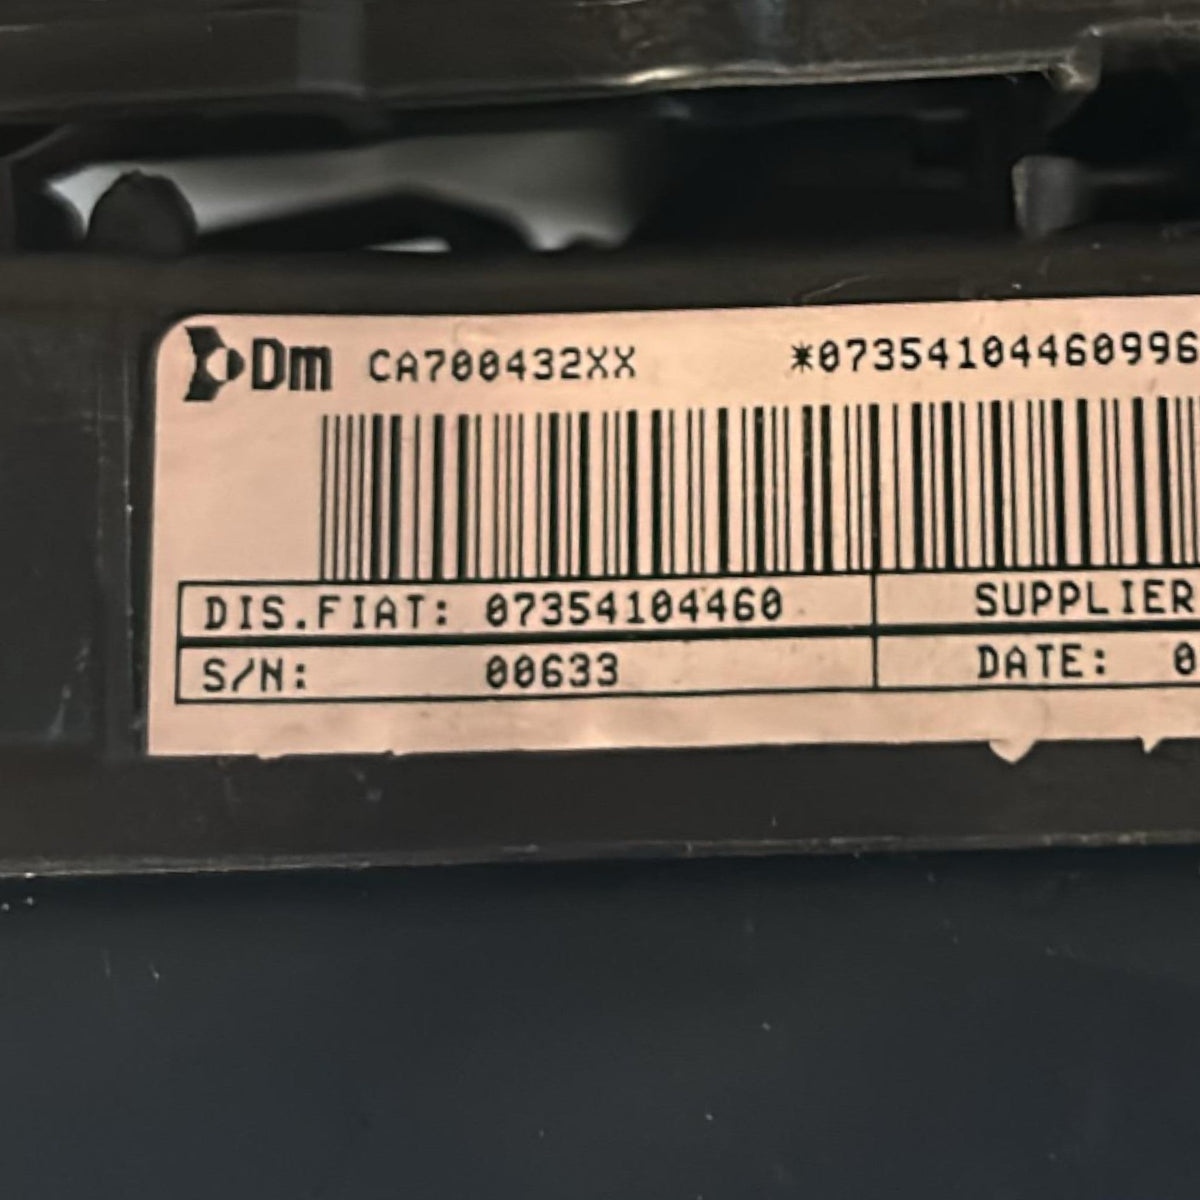 Dm CA700432XX *07354104460996
DIS.FIAT: 07354104460 SUPPLIER
S/N: 00633 DATE: 0